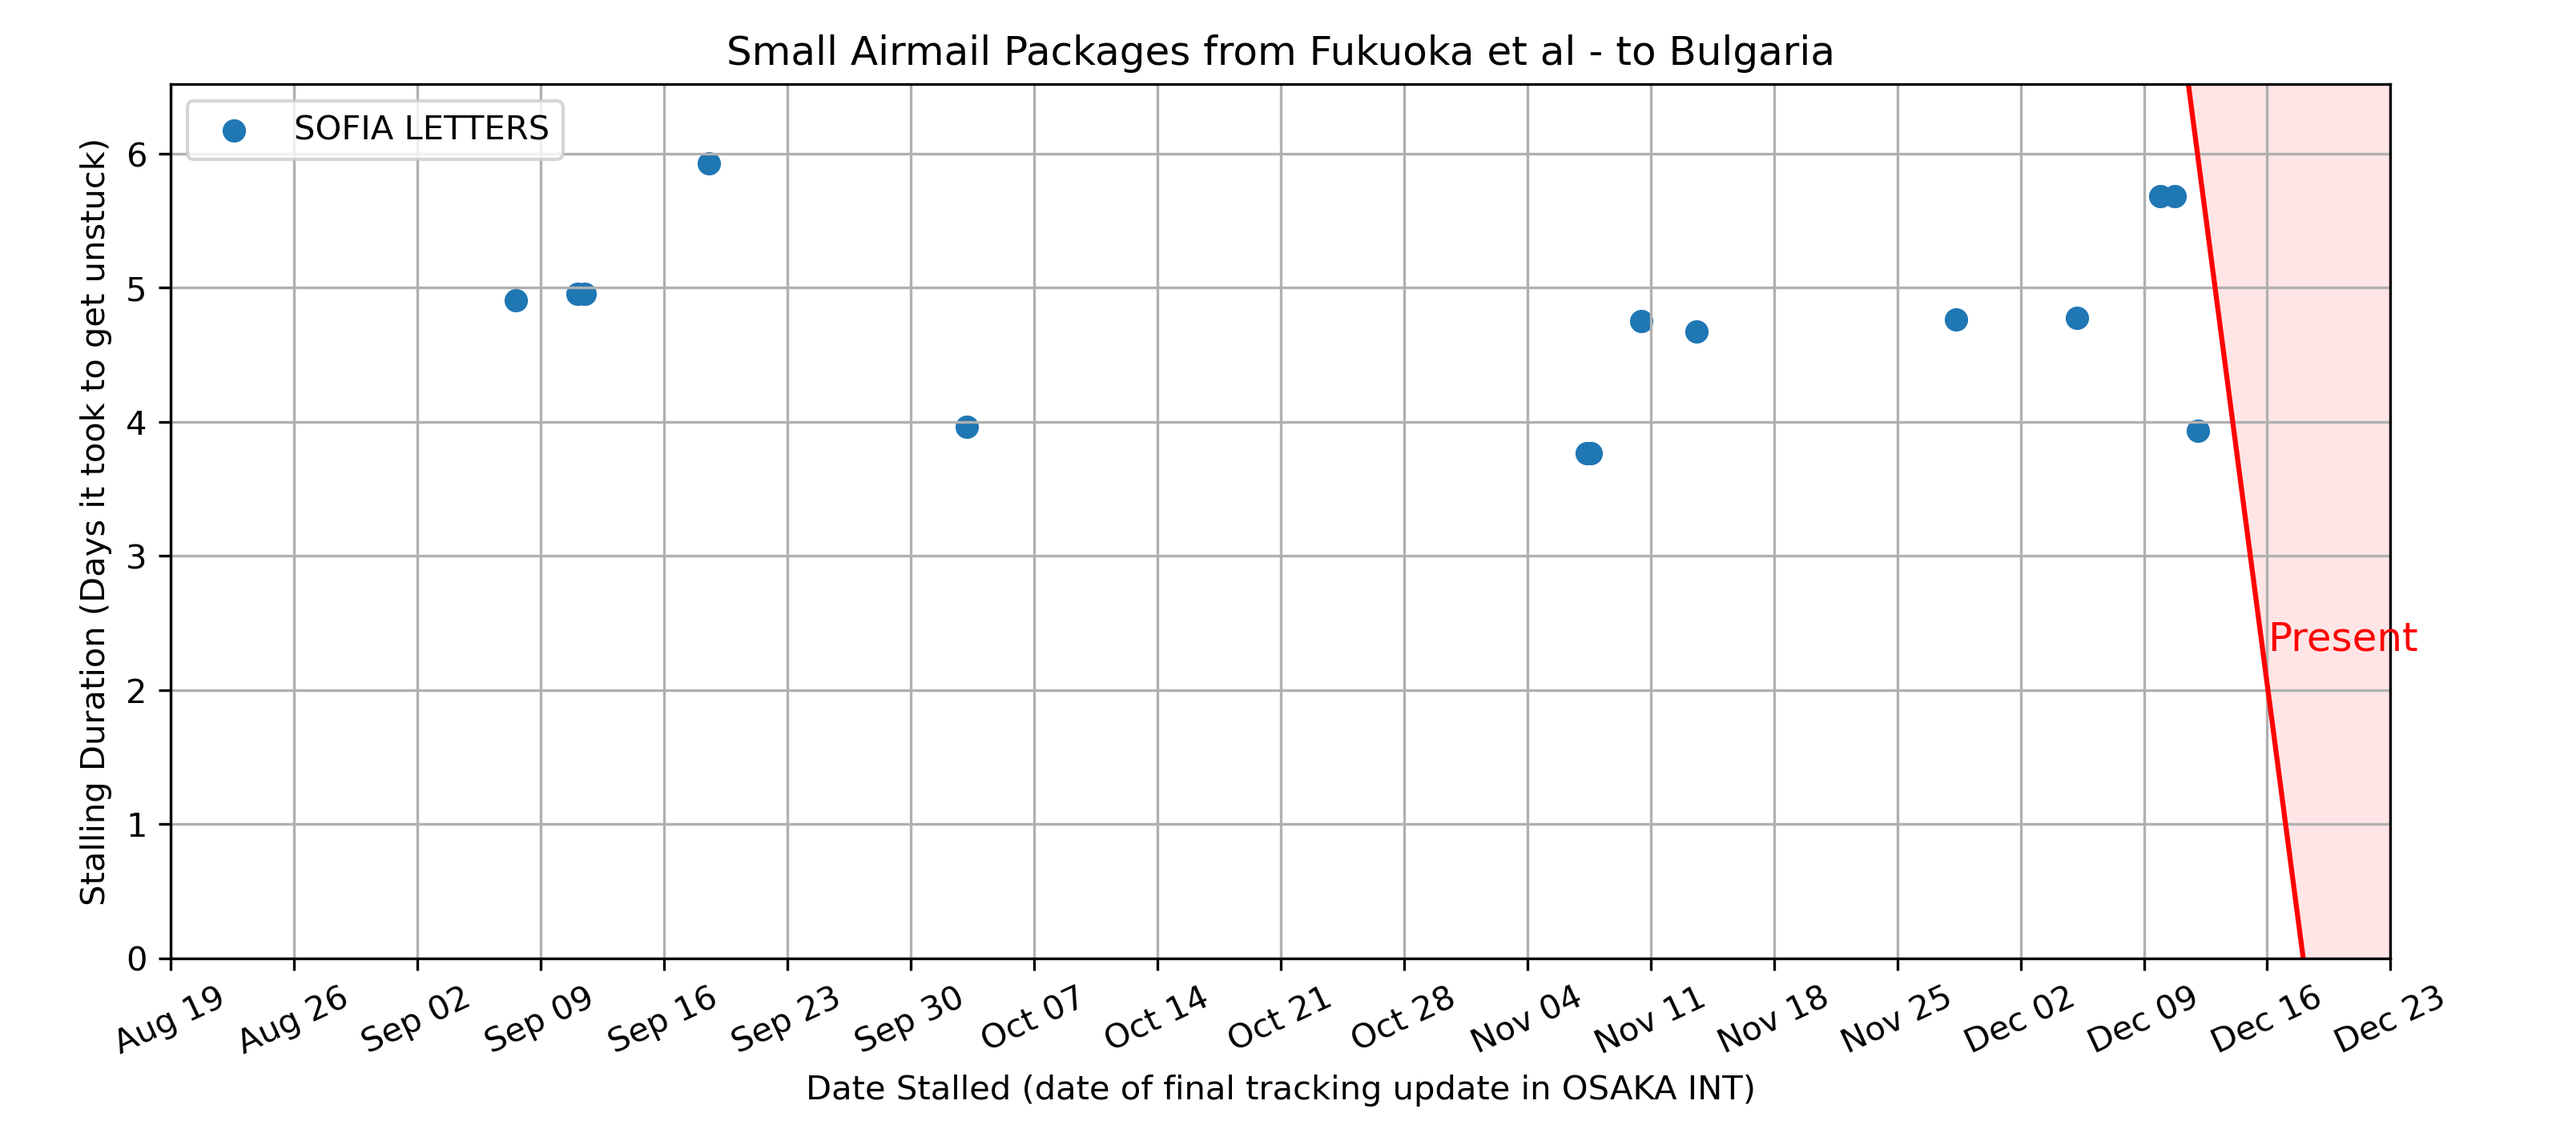 Small Airmail Packages from Fukuoka et al - to Bulgaria
SOFIA LETTERS
Stalling Duration (Days it took to get unstuck)
6
5
4
3
2
1
0
Present
Aug 19
Aug 26
Sep 02
Sep 09
Sep 16
Sep 23
Sep 30
Oct 07
Oct 14
Oct 21
Oct 28
Nov 04
Nov 11
Nov 18
Nov 25
Dec 02
Dec 09
Dec 16
Dec 23
Date Stalled (date of final tracking update in OSAKA INT)